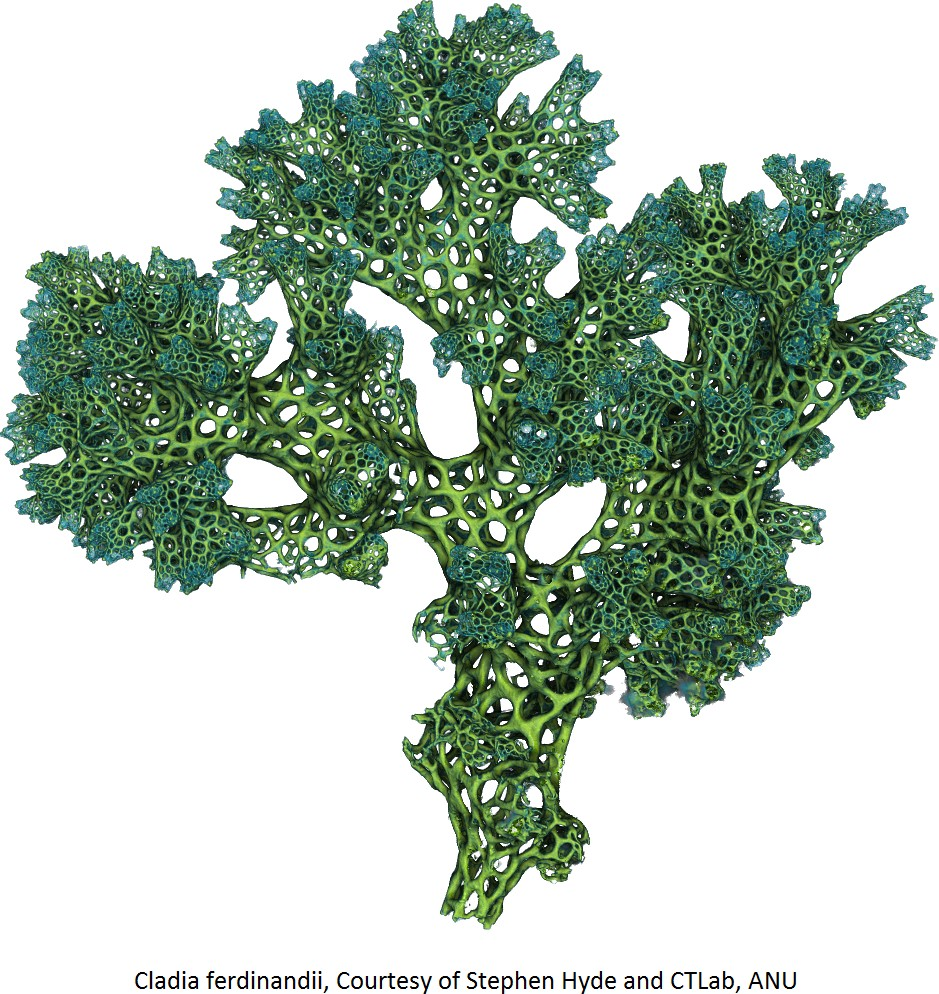 Cladia ferdinandii, Courtesy of Stephen Hyde and CTLab, ANU